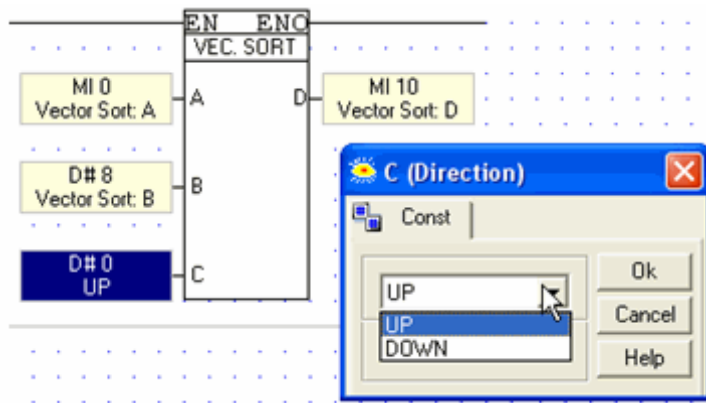 EN ENO
VEC. SORT
MI 0
Vector Sort: A
A
D
MI 10
Vector Sort: D
D# 8
Vector Sort: B
B
D# 0
UP
C
C (Direction)
Const
UP
UP
DOWN
Ok
Cancel
Help